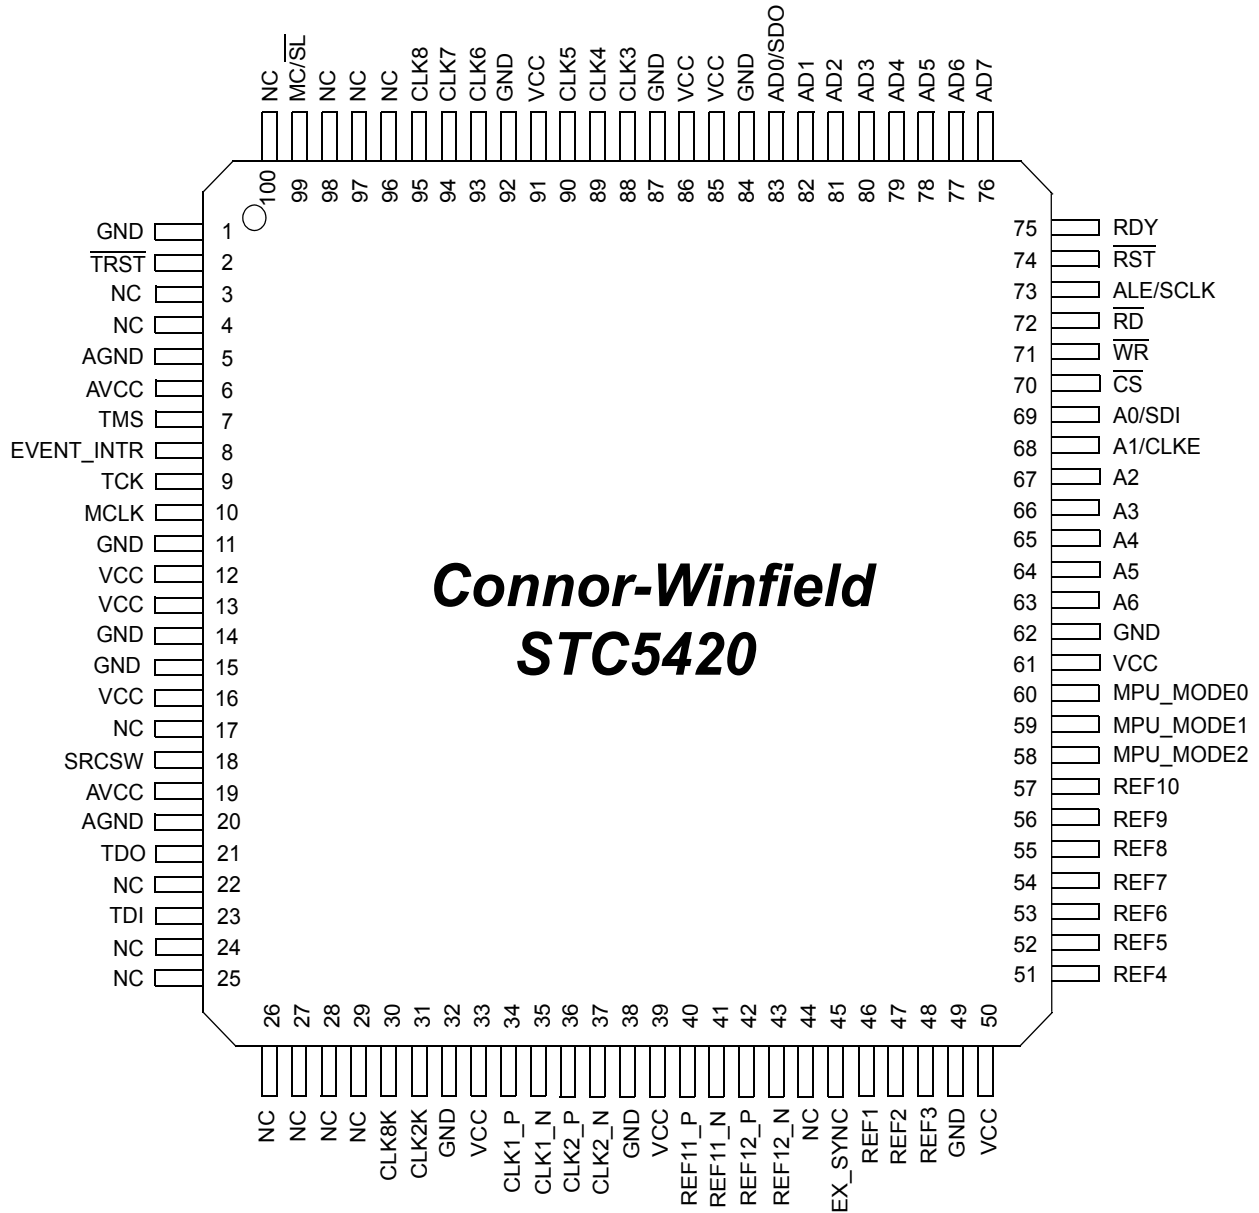 NC
MC/SL
NC
NC
NC
CLK8
CLK7
CLK6
GND
VCC
CLK5
CLK4
CLK3
GND
VCC
VCC
GND
AD0/SDO
AD1
AD2
AD3
AD4
AD5
AD6
AD7
100
99
98
97
96
95
94
93
92
91
90
89
88
87
86
85
84
83
82
81
80
79
78
77
76
GND 1
TRST 2
NC 3
NC 4
AGND 5
AVCC 6
TMS 7
EVENT_INTR 8
TCK 9
MCLK 10
GND 11
VCC 12
VCC 13
GND 14
GND 15
VCC 16
NC 17
SRCSW 18
AVCC 19
AGND 20
TDO 21
NC 22
TDI 23
NC 24
NC 25
Connor-Winfield
STC5420
75 RDY
74 RST
73 ALE/SCLK
72 RD
71 WR
70 CS
69 A0/SDI
68 A1/CLKE
67 A2
66 A3
65 A4
64 A5
63 A6
62 GND
61 VCC
60 MPU_MODE0
59 MPU_MODE1
58 MPU_MODE2
57 REF10
56 REF9
55 REF8
54 REF7
53 REF6
52 REF5
51 REF4
26
27
28
29
30
31
32
33
34
35
36
37
38
39
40
41
42
43
44
45
46
47
48
49
50
NC
NC
NC
NC
CLK8K
CLK2K
GND
VCC
CLK1_P
CLK1_N
CLK2_P
CLK2_N
GND
VCC
REF11_P
REF11_N
REF12_P
REF12_N
NC
EX_SYNC
REF1
REF2
REF3
GND
VCC